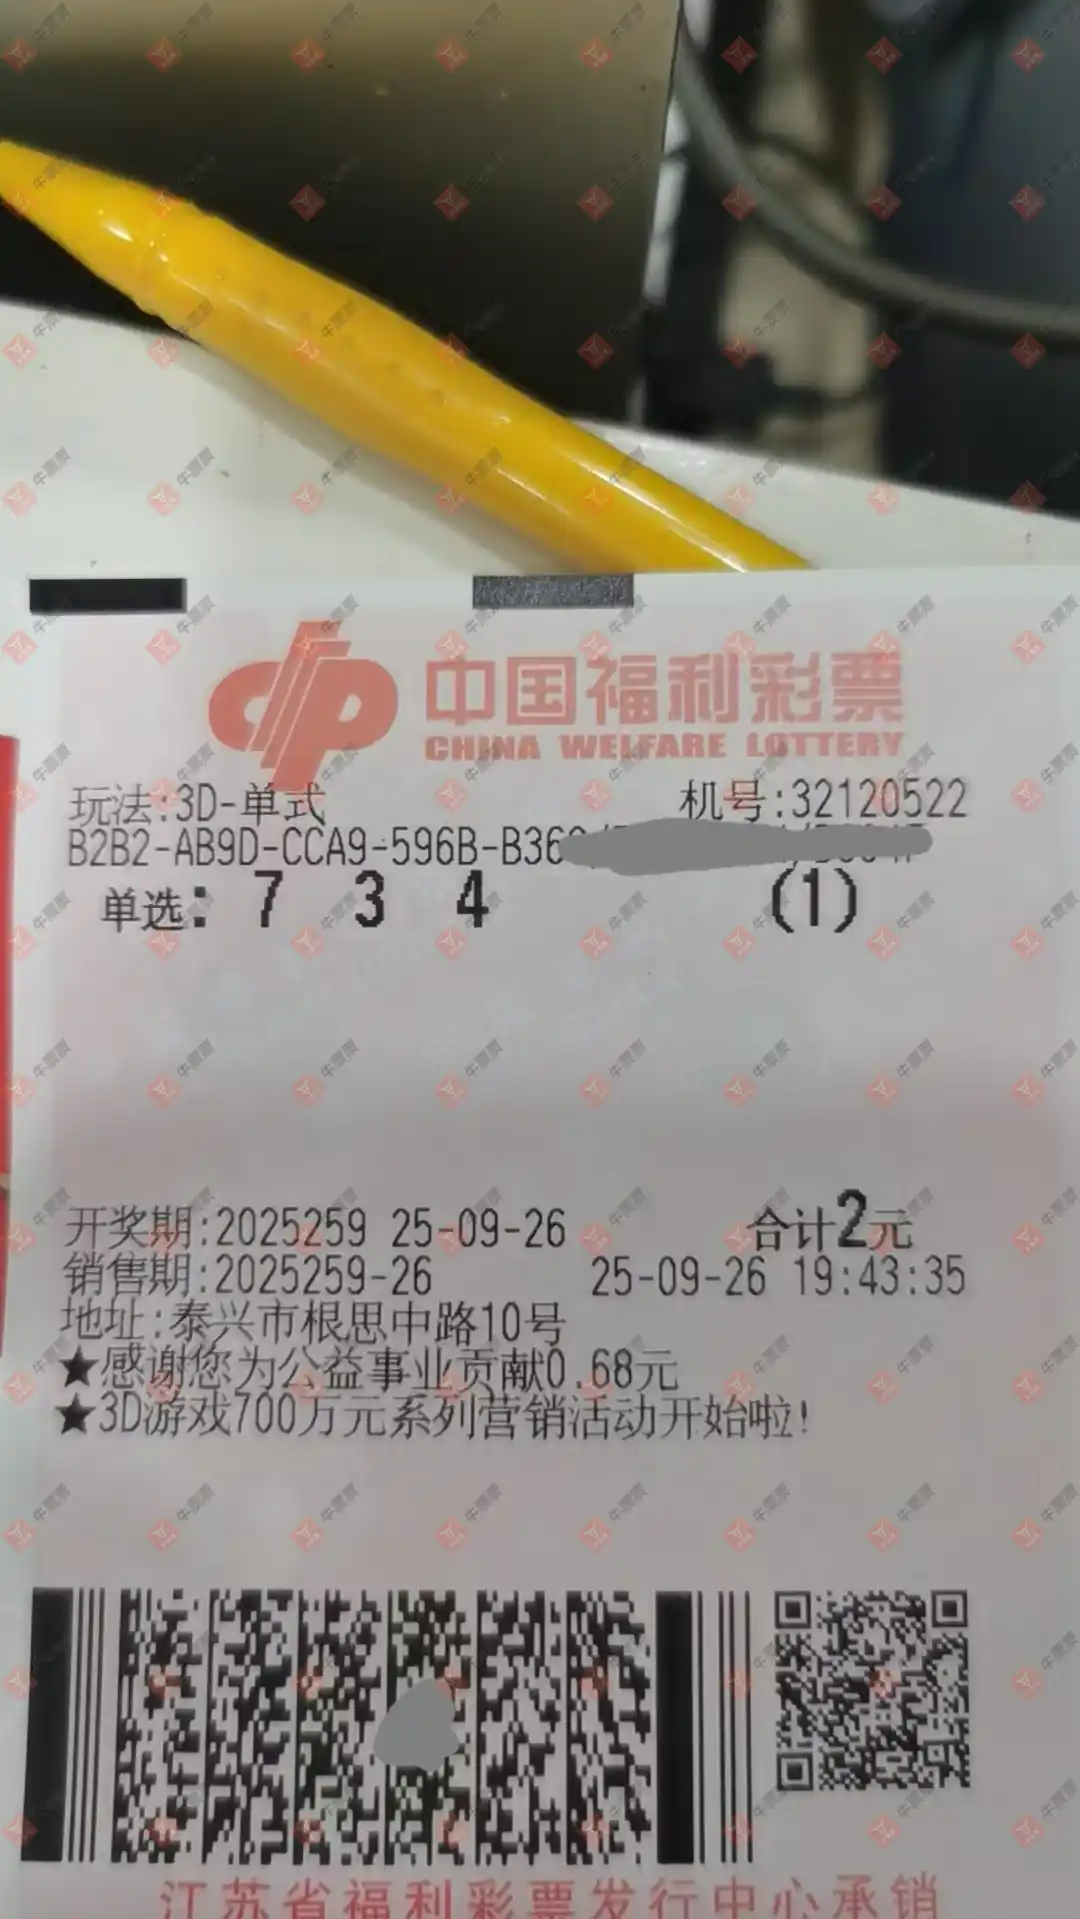 中国福利彩票
CHINA WELFARE LOTTERY
玩法:3D-单式 机号:32120522
B2B2-AB9D-CCA9-596B-B36
单选: 7 3 4 (1)
开奖期:2025259 25-09-26 合计2元
销售期:2025259-26 25-09-26 19:43:35
地址:泰兴市根思中路10号
★感谢您为公益事业贡献0.68元
★3D游戏700万元系列营销活动开始啦!
江苏省福利彩票发行中心承销
牛票票